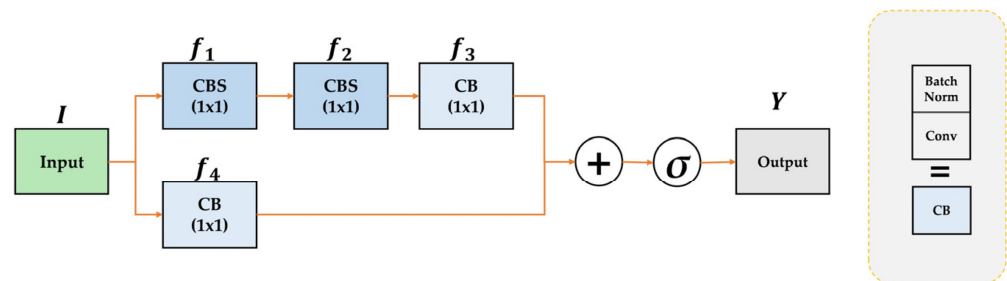 I
Input
f₁
CBS
(1x1)
f₂
CBS
(1x1)
f₃
CB
(1x1)
f₄
CB
(1x1)
+
σ
Y
Output
Batch
Norm
Conv
=
CB